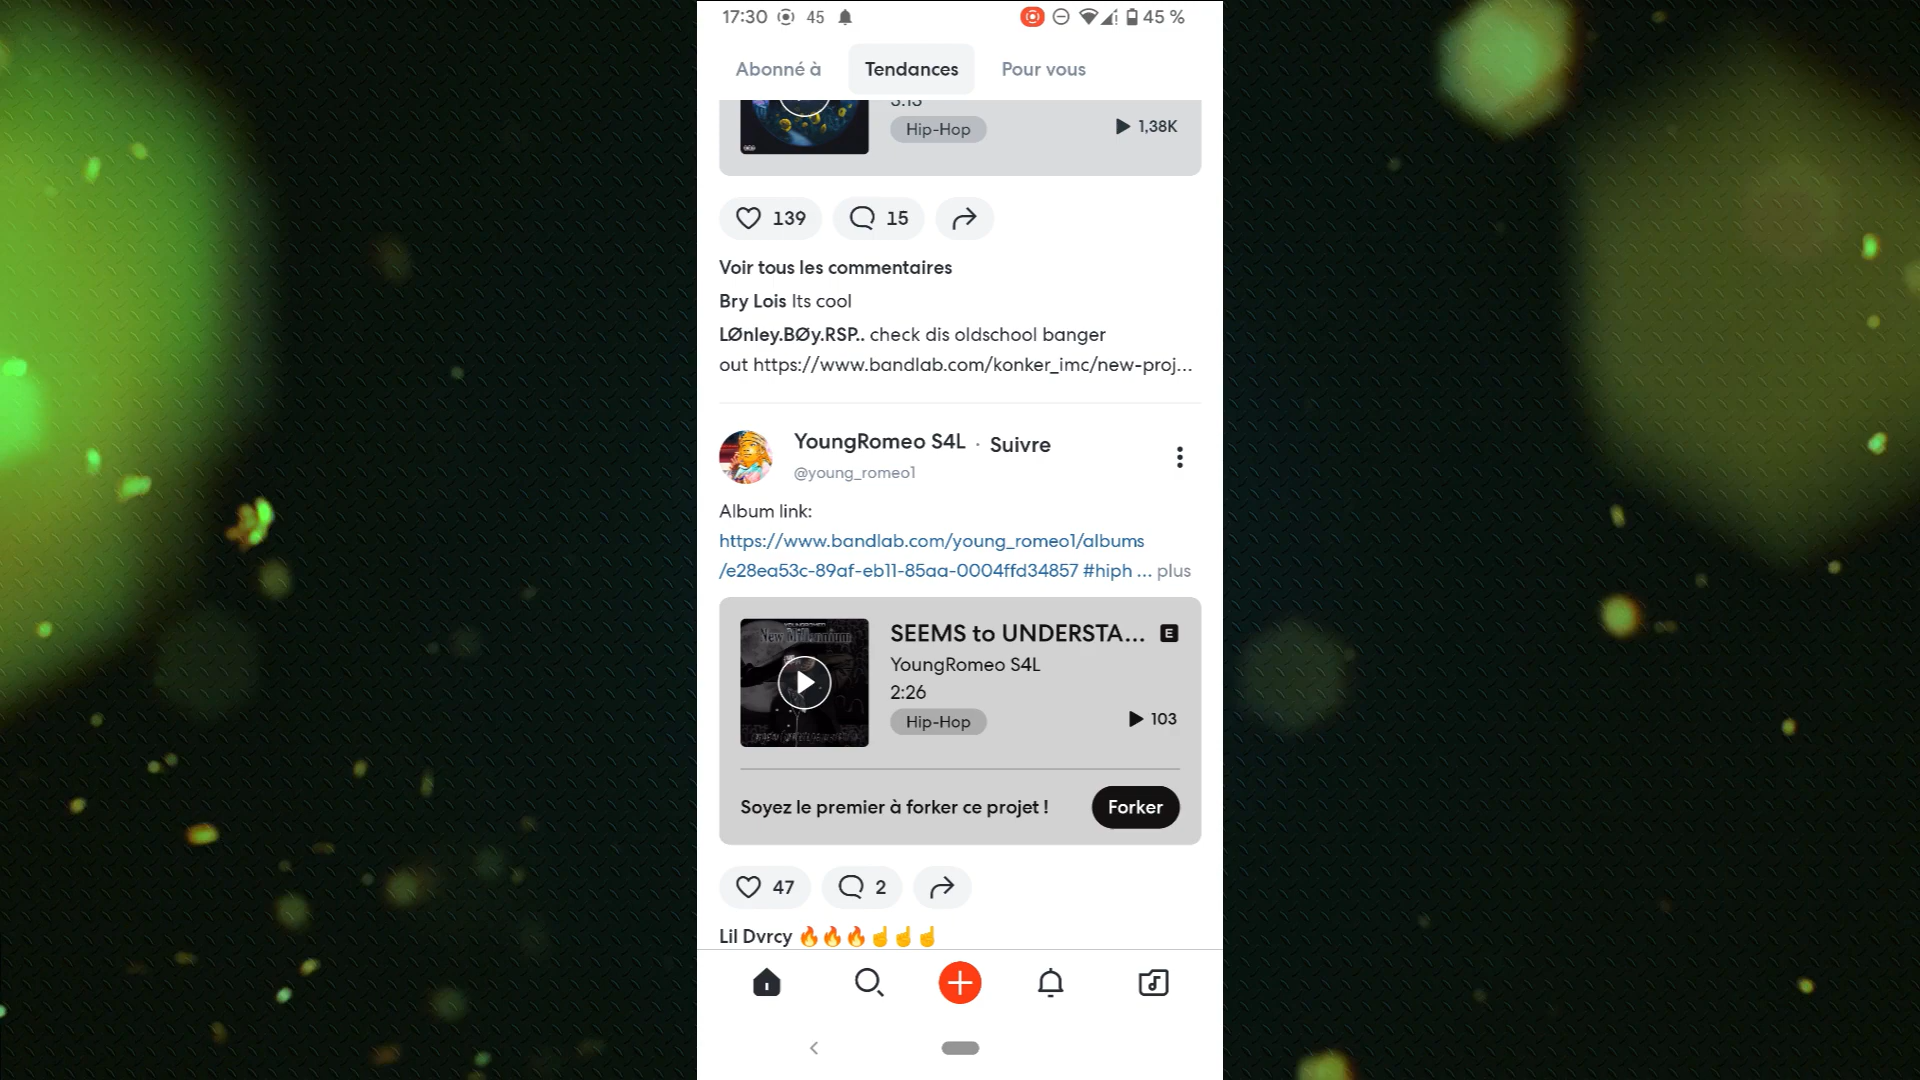 17:30 45 45 %
Abonné à Tendances Pour vous
3:13
Hip-Hop 1,38K
139 15
Voir tous les commentaires
Bry Lois Its cool
LØnley.BØy.RSP.. check dis oldschool banger
out https://www.bandlab.com/konker_imc/new-proj...
YoungRomeo S4L · Suivre
@young_romeo1
Album link:
https://www.bandlab.com/young_romeo1/albums
/e28ea53c-89af-eb11-85aa-0004ffd34857 #hiph ... plus
New Millennium
SEEMS to UNDERSTA... E
YoungRomeo S4L
2:26
Hip-Hop 103
Soyez le premier à forker ce projet ! Forker
47 2
Lil Dvrcy 🔥🔥🔥☝️☝️☝️